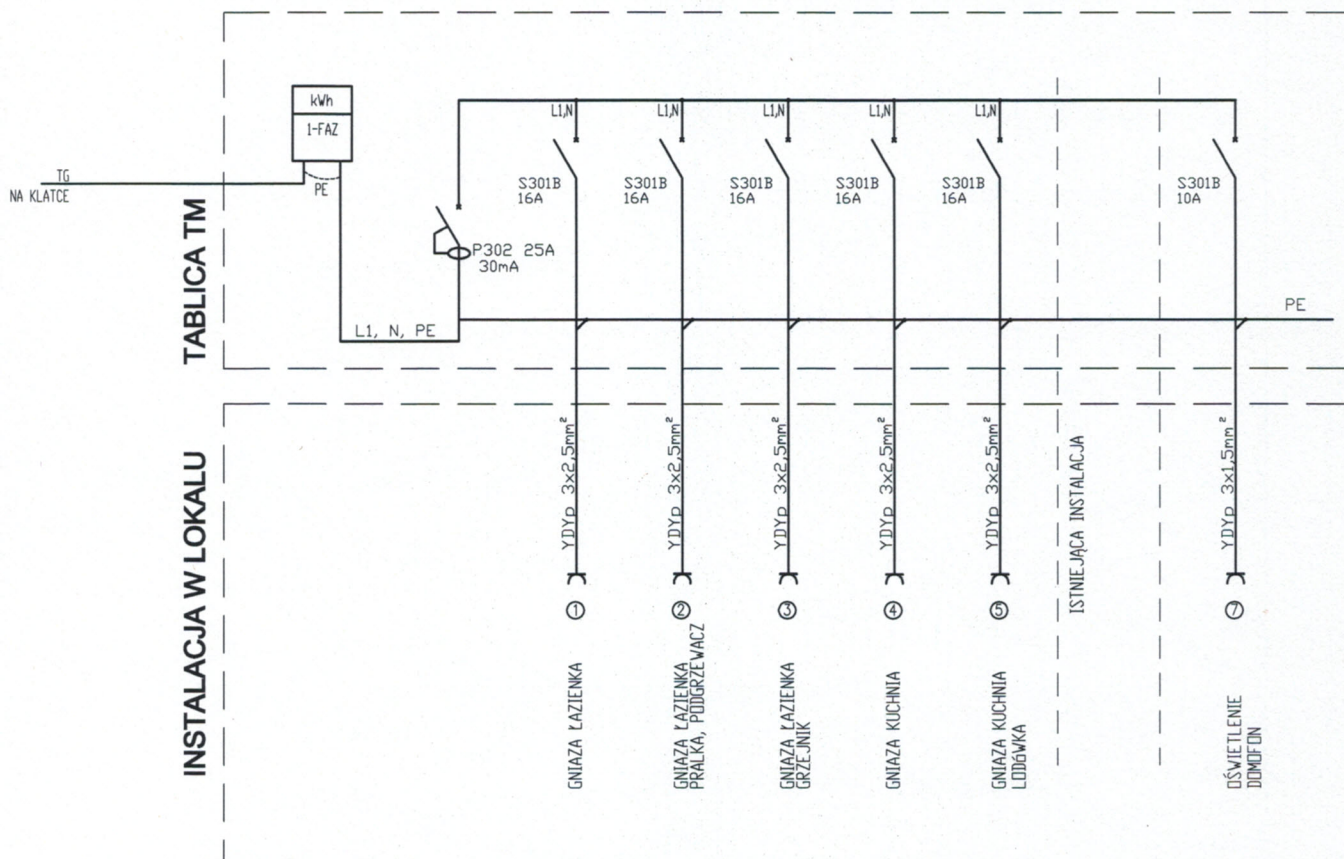 kWh
1-FAZ
PE
TG
NA KLATCE
TABLICA TM
P302 25A
30mA
L1, N, PE
L1,N
L1,N
L1,N
L1,N
L1,N
S301B
16A
S301B
16A
S301B
16A
S301B
16A
S301B
16A
S301B
10A
PE
INSTALACJA W LOKALU
YDYp 3x2,5mm²
YDYp 3x2,5mm²
YDYp 3x2,5mm²
YDYp 3x2,5mm²
YDYp 3x2,5mm²
ISTNIEJĄCA INSTALACJA
YDYp 3x1,5mm²
1
2
3
4
5
7
GNIAZA ŁAZIENKA
GNIAZA ŁAZIENKA
PRALKA, PODGRZEWACZ
GNIAZA ŁAZIENKA
GRZEJNIK
GNIAZA KUCHNIA
GNIAZA KUCHNIA
LODÓWKA
OŚWIETLENIE
DOMOFON